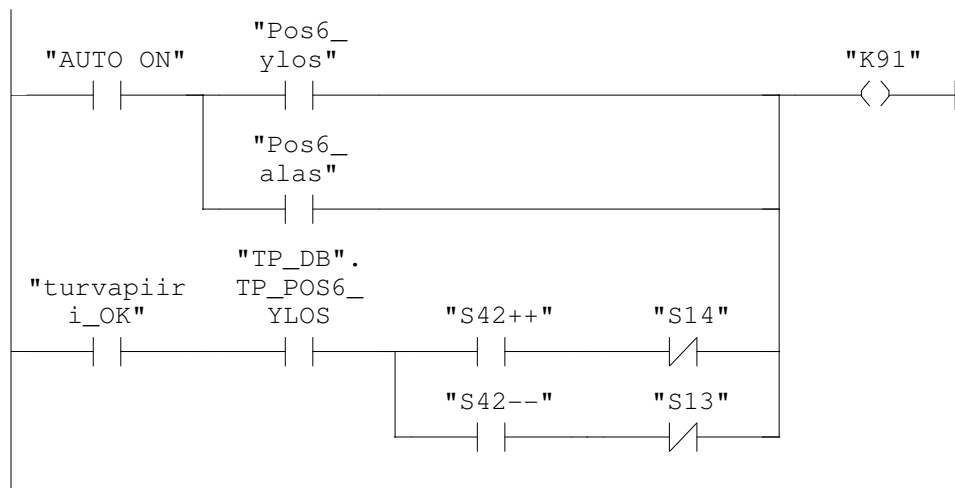 "AUTO ON"
"Pos6_
ylos"
"K91"
"Pos6_
alas"
"turvapiir
i_OK"
"TP_DB".
TP_POS6_
YLOS
"S42++"
"S14"
"S42--"
"S13"